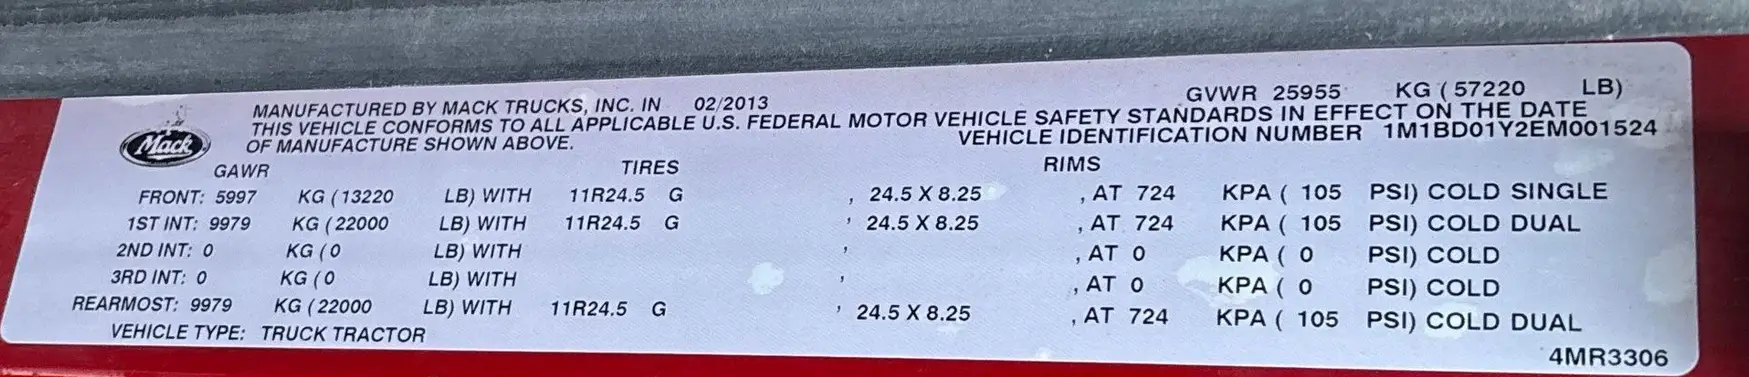 MANUFACTURED BY MACK TRUCKS, INC. IN 02/2013 GVWR 25955 KG (57220 LB)
THIS VEHICLE CONFORMS TO ALL APPLICABLE U.S. FEDERAL MOTOR VEHICLE SAFETY STANDARDS IN EFFECT ON THE DATE
OF MANUFACTURE SHOWN ABOVE. VEHICLE IDENTIFICATION NUMBER 1M1BD01Y2EM001524
Mack
GAWR TIRES RIMS
FRONT: 5997 KG (13220 LB) WITH 11R24.5 G , 24.5 X 8.25 , AT 724 KPA ( 105 PSI) COLD SINGLE
1ST INT: 9979 KG (22000 LB) WITH 11R24.5 G , 24.5 X 8.25 , AT 724 KPA ( 105 PSI) COLD DUAL
2ND INT: 0 KG (0 LB) WITH , , AT 0 KPA ( 0 PSI) COLD
3RD INT: 0 KG (0 LB) WITH , , AT 0 KPA ( 0 PSI) COLD
REARMOST: 9979 KG (22000 LB) WITH 11R24.5 G , 24.5 X 8.25 , AT 724 KPA ( 105 PSI) COLD DUAL
VEHICLE TYPE: TRUCK TRACTOR
4MR3306